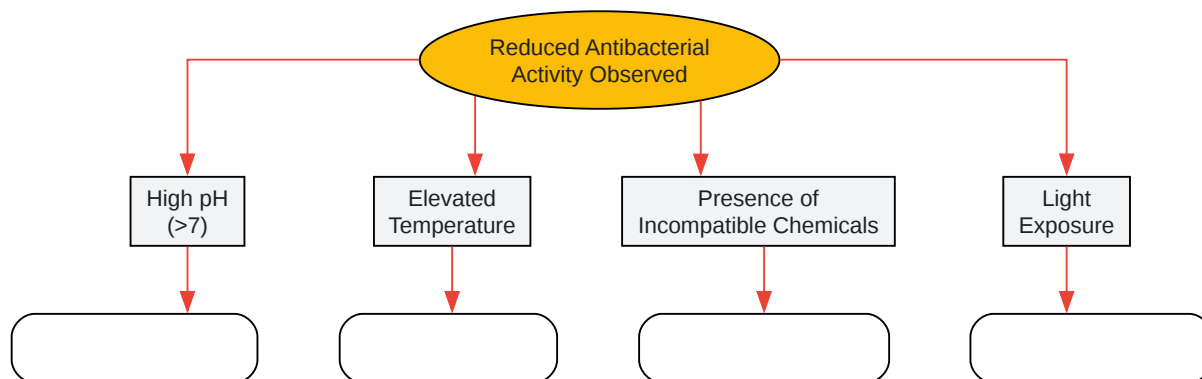 Reduced Antibacterial
Activity Observed
High pH
(>7)
Elevated
Temperature
Presence of
Incompatible Chemicals
Light
Exposure